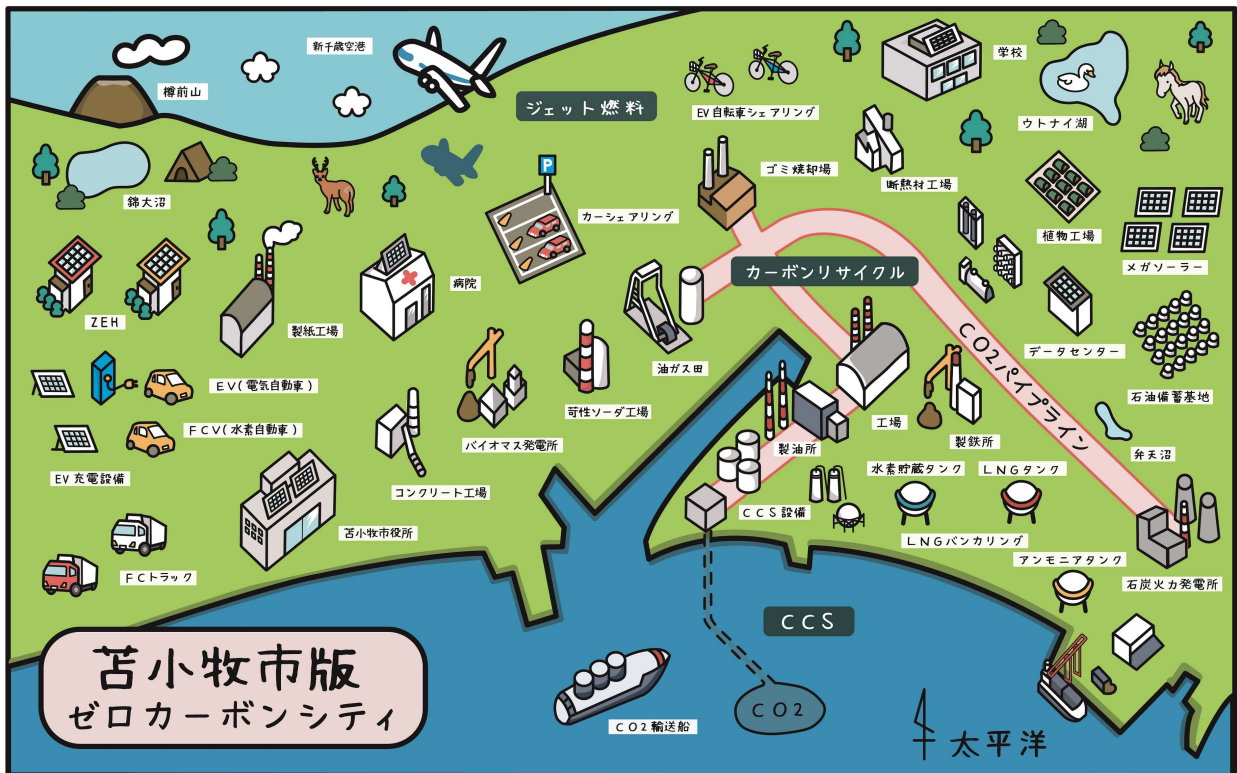 新千歳空港
樽前山
ジェット燃料
EV自転車シェアリング
学校
ウトナイ湖
錦大沼
P
カーシェアリング
ゴミ焼却場
断熱材工場
植物工場
メガソーラー
ZEH
製紙工場
病院
油ガス田
カーボンリサイクル
CO2パイプライン
データセンター
石油備蓄基地
EV(電気自動車)
FCV(水素自動車)
EV充電設備
バイオマス発電所
苛性ソーダ工場
工場
製油所
製鉄所
弁天沼
コンクリート工場
水素貯蔵タンク
LNGタンク
CCS設備
LNGバンカリング
苫小牧市役所
FCトラック
アンモニアタンク
石炭火力発電所
CCS
苫小牧市版
ゼロカーボンシティ
CO2輸送船
CO2
太平洋